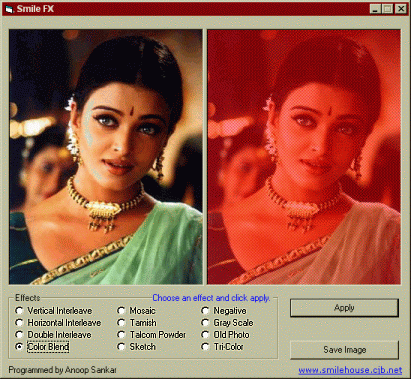 Smile FX
Effects
Choose an effect and click apply.
Vertical Interleave
Mosaic
Negative
Horizontal Interleave
Tarnish
Gray Scale
Double Interleave
Talcom Powder
Old Photo
Color Blend
Sketch
Tri-Color
Apply
Save Image
Programmed by Anoop Sankar
www.smilehouse.cjb.net